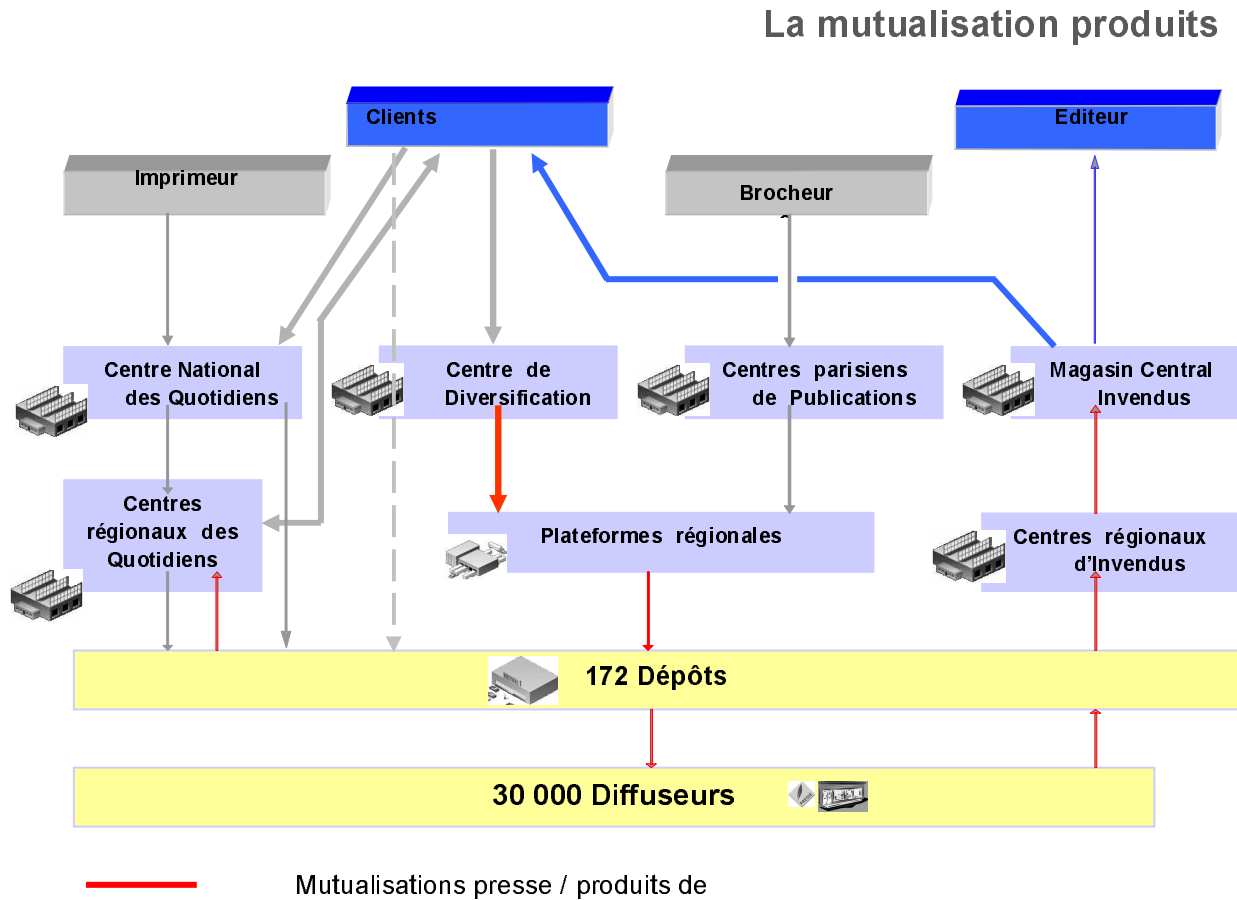 La mutualisation produits
Clients
Editeur
Imprimeur
Brocheur
Centre National
des Quotidiens
Centre de
Diversification
Centres parisiens
de Publications
Magasin Central
Invendus
Centres
régionaux des
Quotidiens
Plateformes régionales
Centres régionaux
d'Invendus
172 Dépôts
30 000 Diffuseurs
Mutualisations presse / produits de